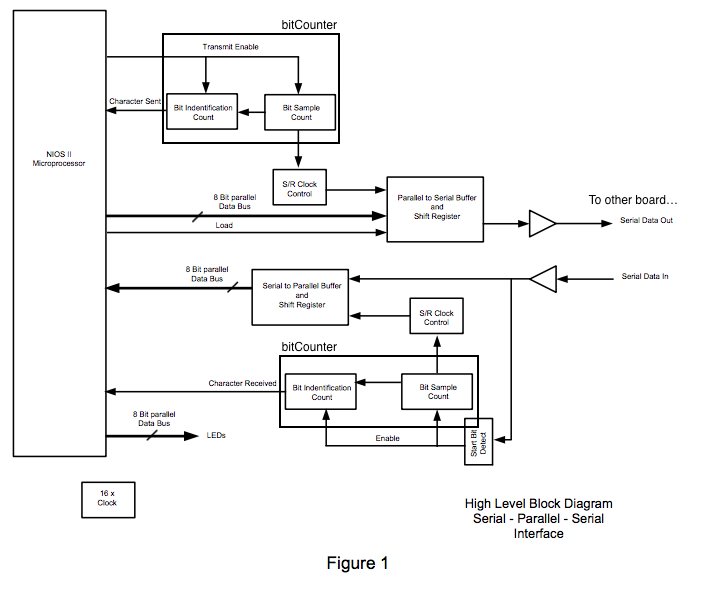 bitCounter
Transmit Enable
Character Sent
Bit Indentification
Count
Bit Sample
Count
NIOS II
Microprocessor
S/R Clock
Control
8 Bit parallel
Data Bus
Load
Parallel to Serial Buffer
and
Shift Register
To other board…
Serial Data Out
8 Bit parallel
Data Bus
Serial to Parallel Buffer
and
Shift Register
Serial Data In
S/R Clock
Control
bitCounter
Character Received
Bit Indentification
Count
Bit Sample
Count
8 Bit parallel
Data Bus
LEDs
Enable
Start Bit
Detect
16 x
Clock
High Level Block Diagram
Serial - Parallel - Serial
Interface
Figure 1